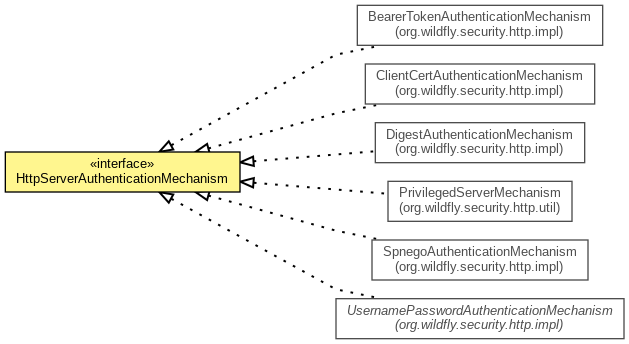 BearerTokenAuthenticationMechanism
(org.wildfly.security.http.impl)
ClientCertAuthenticationMechanism
(org.wildfly.security.http.impl)
DigestAuthenticationMechanism
(org.wildfly.security.http.impl)
«interface»
HttpServerAuthenticationMechanism
PrivilegedServerMechanism
(org.wildfly.security.http.util)
SpnegoAuthenticationMechanism
(org.wildfly.security.http.impl)
UsernamePasswordAuthenticationMechanism
(org.wildfly.security.http.impl)